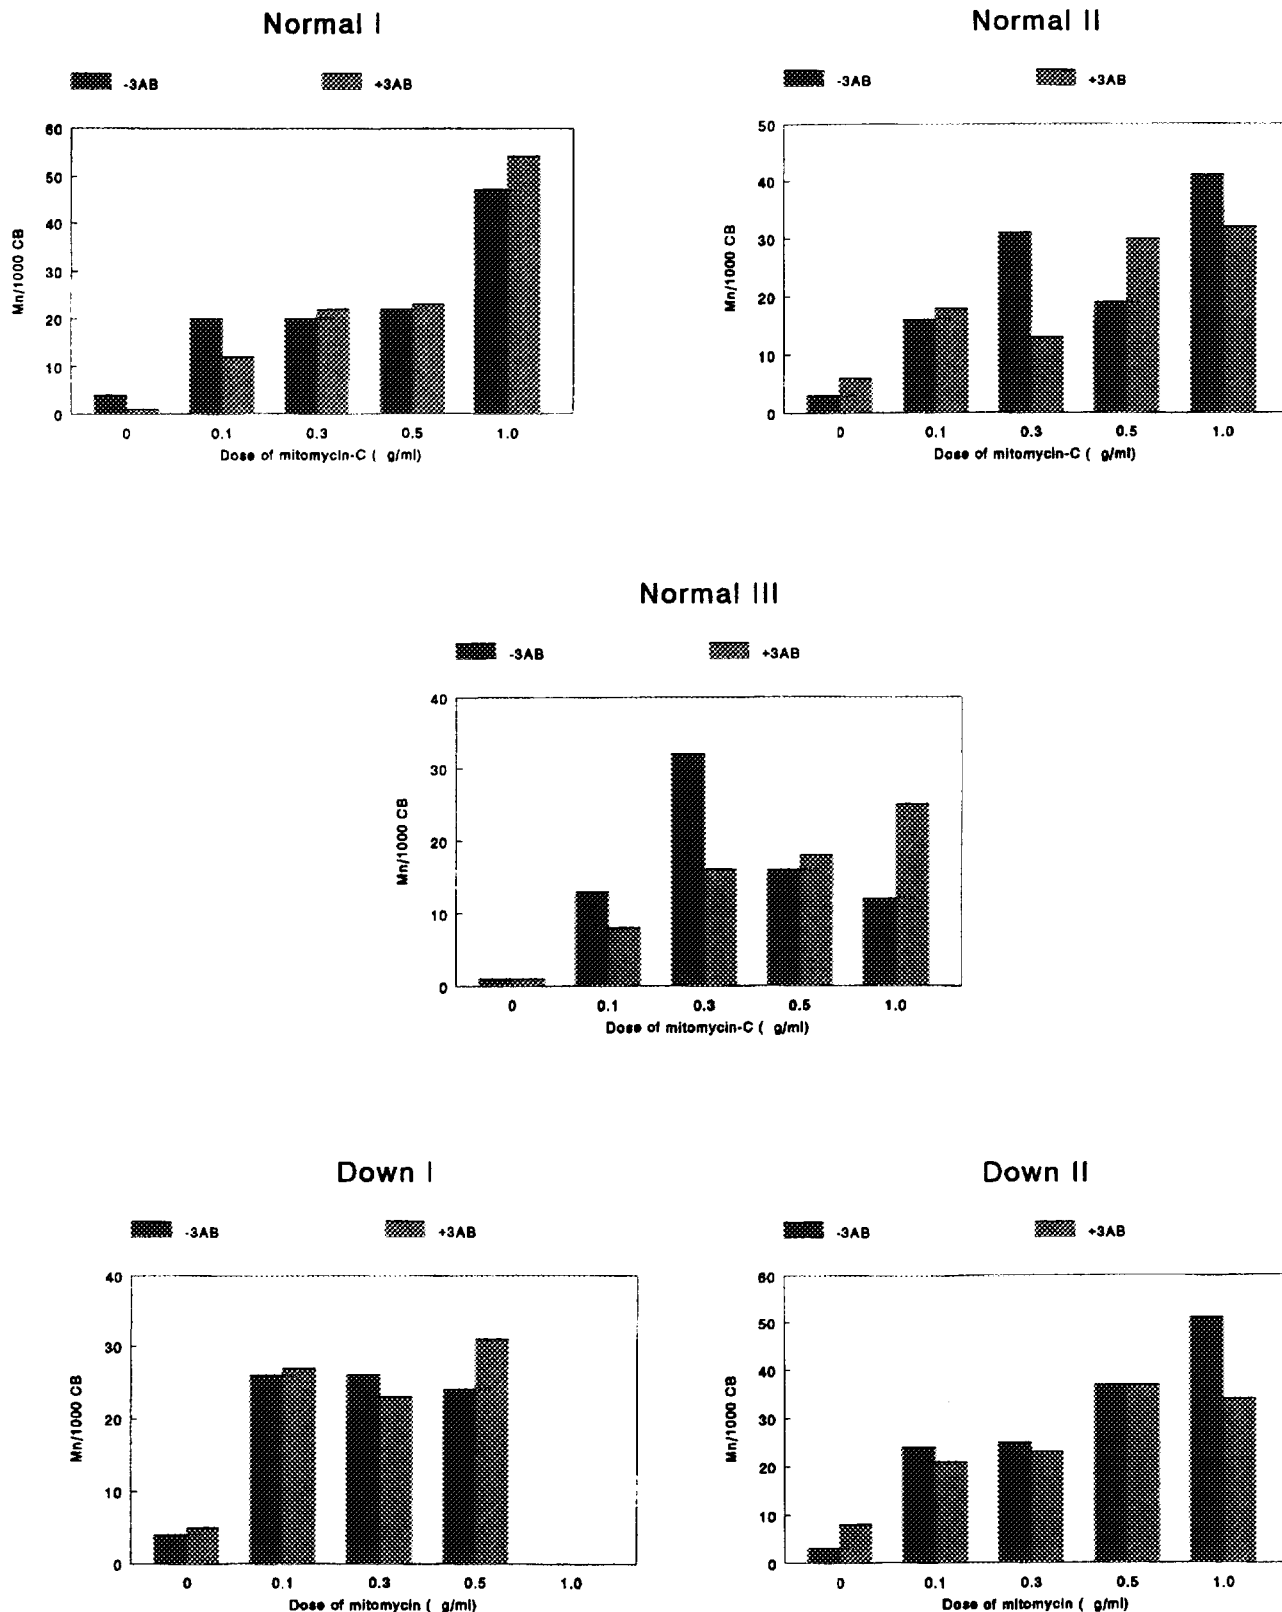 Normal I
-3AB +3AB
60
50
40
30
20
10
0
Mn/1000 CB
0 0.1 0.3 0.5 1.0
Dose of mitomycin-C ( g/ml)
Normal II
-3AB +3AB
50
40
30
20
10
0
Mn/1000 CB
0 0.1 0.3 0.5 1.0
Dose of mitomycin-C ( g/ml)
Normal III
-3AB +3AB
40
30
20
10
0
Mn/1000 CB
0 0.1 0.3 0.5 1.0
Dose of mitomycin-C ( g/ml)
Down I
-3AB +3AB
40
30
20
10
0
Mn/1000 CB
0 0.1 0.3 0.5 1.0
Dose of mitomycin ( g/ml)
Down II
-3AB +3AB
60
50
40
30
20
10
0
Mn/1000 CB
0 0.1 0.3 0.5 1.0
Dose of mitomycin ( g/ml)